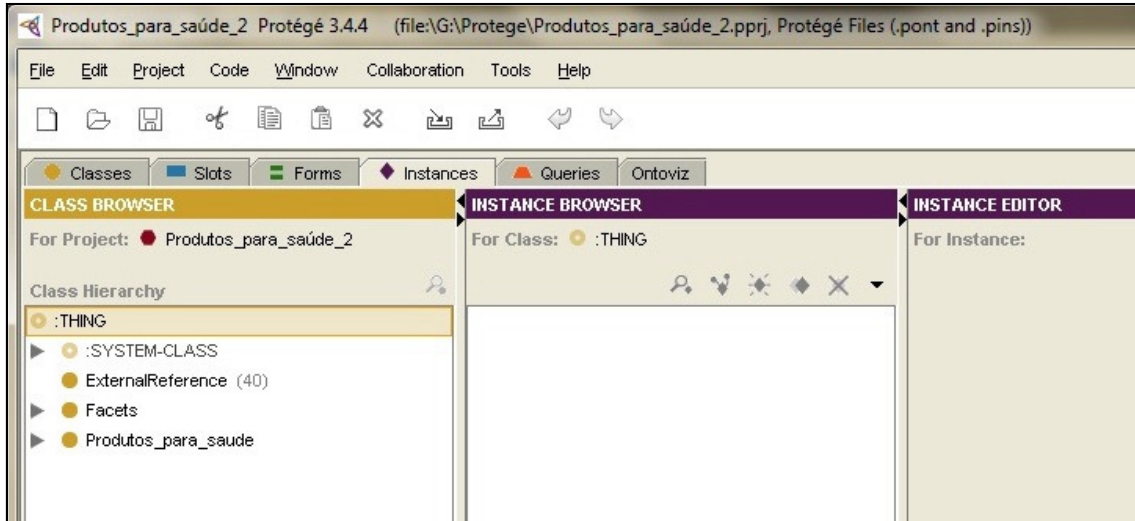 Produtos_para_saúde_2 Protégé 3.4.4 (file:\G:\Protege\Produtos_para_saúde_2.pprj, Protégé Files (.pont and .pins))
File Edit Project Code Window Collaboration Tools Help
Classes Slots Forms Instances Queries Ontoviz
CLASS BROWSER
For Project: Produtos_para_saúde_2
Class Hierarchy
:THING
:SYSTEM-CLASS
ExternalReference (40)
Facets
Produtos_para_saude
INSTANCE BROWSER
For Class: :THING
INSTANCE EDITOR
For Instance: